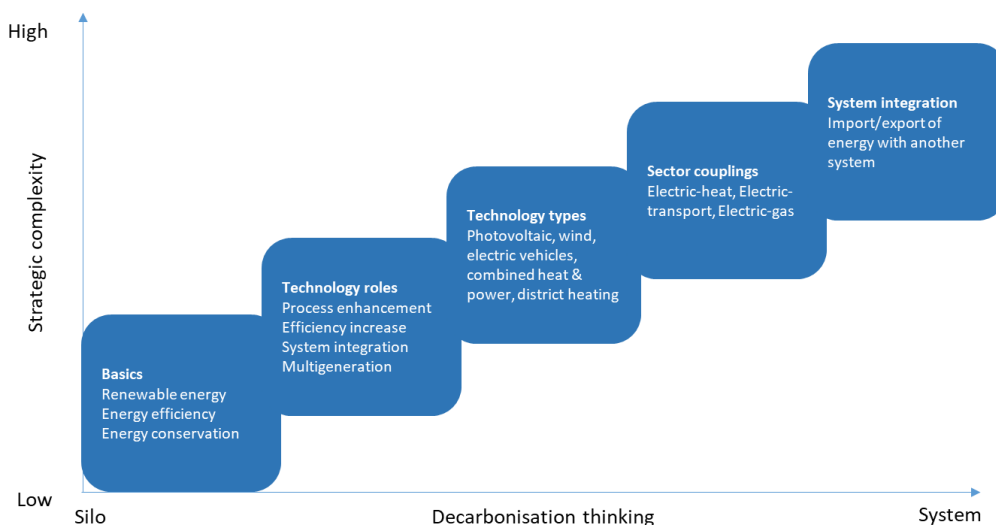 High
System integration
Import/export of
energy with another
system
Sector couplings
Electric-heat, Electric-
transport, Electric-gas
Technology types
Photovoltaic, wind,
electric vehicles,
combined heat &
power, district heating
Technology roles
Process enhancement
Efficiency increase
System integration
Multigeneration
Basics
Renewable energy
Energy efficiency
Energy conservation
Strategic complexity
Low
Silo
Decarbonisation thinking
System